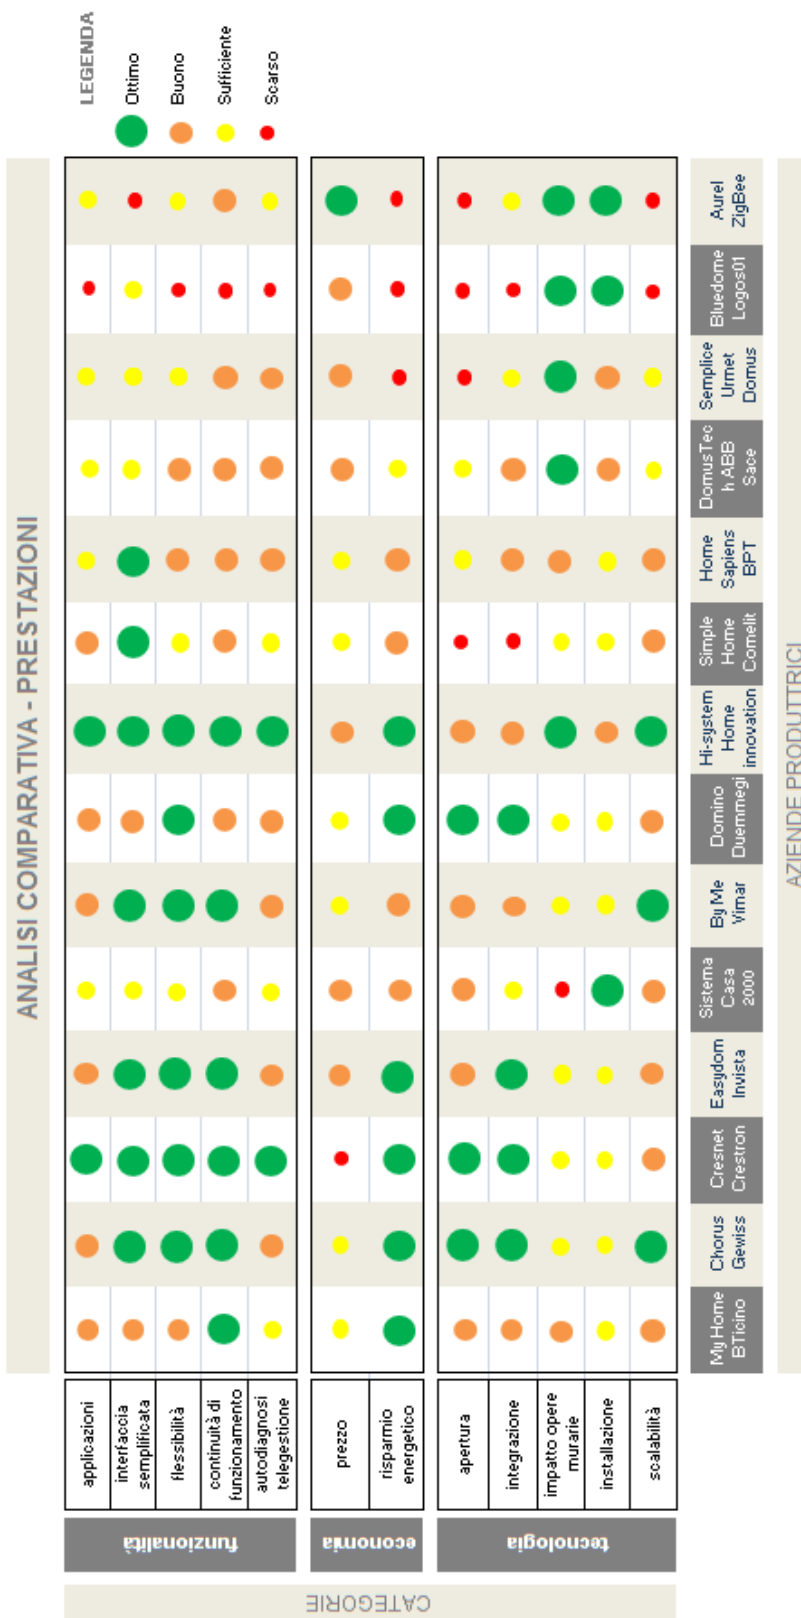 ANALISI COMPARATIVA - PRESTAZIONI
LEGENDA
Ottimo
Buono
Sufficiente
Scarso
CATEGORIE
funzionalità
applicazioni
interfaccia
semplificata
flessibilità
continuità di
funzionamento
autodiagnosi
telegestione
economia
prezzo
risparmio
energetico
tecnologia
apertura
integrazione
impatto opere
murarie
installazione
scalabilità
My Home
BTicino
Chorus
Gewiss
Cresnet
Crestron
Easydom
Invista
Sistema
Casa
2000
By Me
Vimar
Domino
Duemmegi
Hi-system
Home
innovation
Simple
Home
Comelit
Home
Sapiens
BPT
DomusTec
h ABB
Sace
Semplice
Urmet
Domus
Bluedome
Logos01
Aurel
ZigBee
AZIENDE PRODUTTRICI